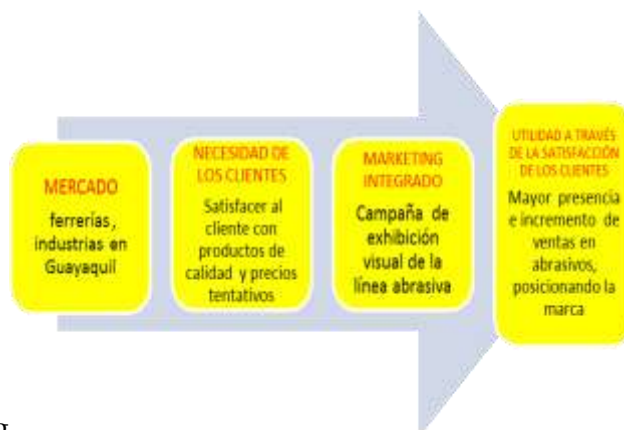 MERCADO
ferrerías,
industrias en
Guayaquil
NECESIDAD DE
LOS CLIENTES
Satisfacer al
cliente con
productos de
calidad y precios
tentativos
MARKETING
INTEGRADO
Campaña de
exhibición
visual de la
línea abrasiva
UTILIDAD A TRAVÉS
DE LA SATISFACCIÓN
DE LOS CLIENTES
Mayor presencia
e incremento de
ventas en
abrasivos,
posicionando la
marca